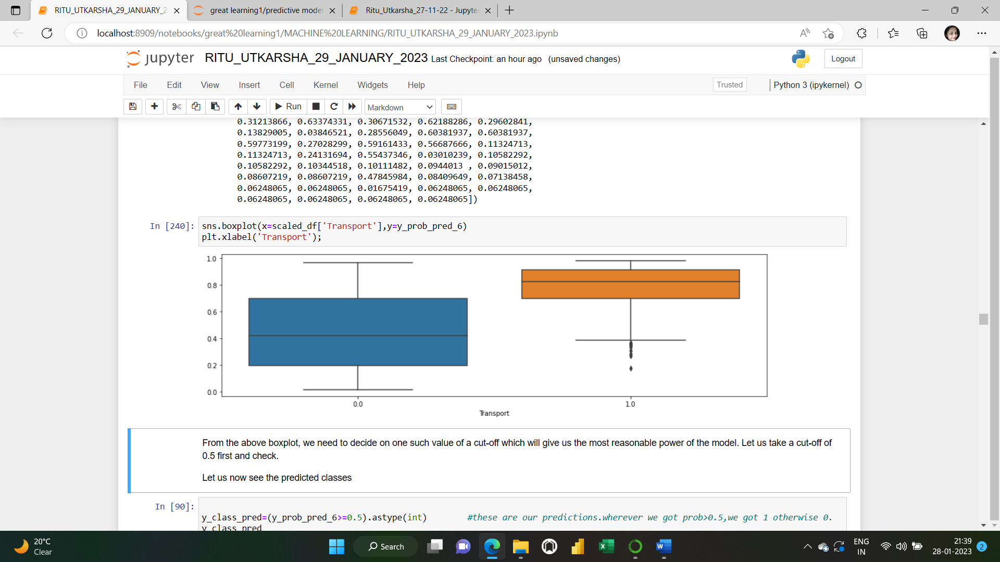 RITU_UTKARSHA_29_JANUARY_2
great learning1/predictive model
Ritu_Utkarsha_27-11-22 - Jupyte
localhost:8909/notebooks/great%20learning1/MACHINE%20LEARNING/RITU_UTKARSHA_29_JANUARY_2023.ipynb
jupyter RITU_UTKARSHA_29_JANUARY_2023 Last Checkpoint: an hour ago (unsaved changes)
Logout
File Edit View Insert Cell Kernel Widgets Help
Trusted
Python 3 (ipykernel)
Run
Markdown
0.31213866, 0.63374331, 0.30671532, 0.62188286, 0.29602841,
0.13829005, 0.03846521, 0.28556049, 0.60381937, 0.60381937,
0.59773199, 0.27028299, 0.59161433, 0.56687666, 0.11324713,
0.11324713, 0.24131694, 0.55437346, 0.03010239, 0.10582292,
0.10582292, 0.10344518, 0.10111482, 0.0944013 , 0.09015012,
0.08607219, 0.08607219, 0.47845984, 0.08409649, 0.07138458,
0.06248065, 0.06248065, 0.01675419, 0.06248065, 0.06248065,
0.06248065, 0.06248065, 0.06248065, 0.06248065])
In [240]: sns.boxplot(x=scaled_df['Transport'],y=y_prob_pred_6)
plt.xlabel('Transport');
1.0
0.8
0.6
0.4
0.2
0.0
0.0 1.0
Transport
From the above boxplot, we need to decide on one such value of a cut-off which will give us the most reasonable power of the model. Let us take a cut-off of
0.5 first and check.
Let us now see the predicted classes
In [90]:
y_class_pred=(y_prob_pred_6>=0.5).astype(int) #these are our predictions.wherever we got prob>0.5,we got 1 otherwise 0.
y_class_pred
20°C
Clear
Search
ENG
IN
21:39
28-01-2023
2